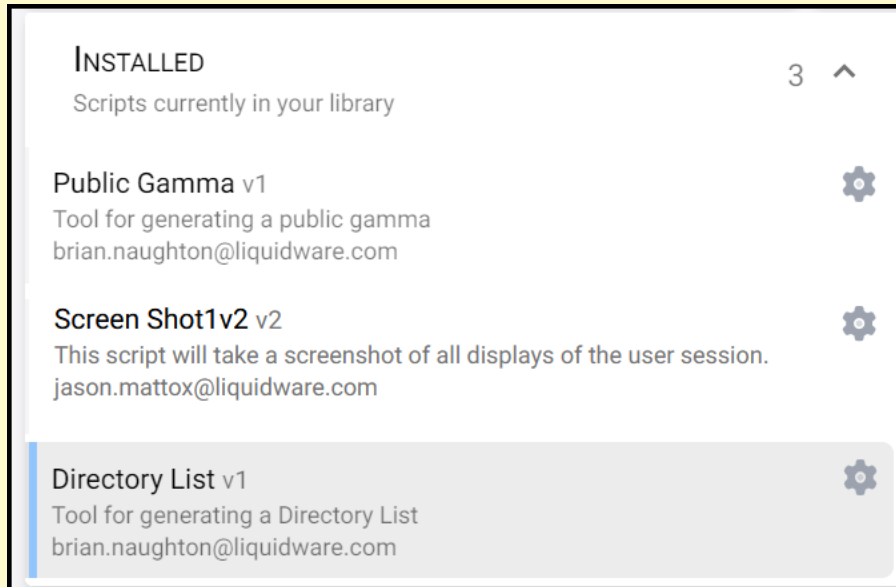 INSTALLED
3
Scripts currently in your library
Public Gamma v1
Tool for generating a public gamma
brian.naughton@liquidware.com
Screen Shot1v2 v2
This script will take a screenshot of all displays of the user session.
jason.mattox@liquidware.com
Directory List v1
Tool for generating a Directory List
brian.naughton@liquidware.com